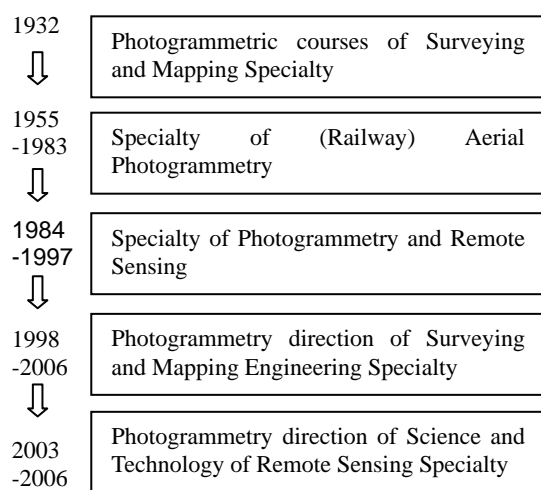 1932
Photogrammetric courses of Surveying
and Mapping Specialty
1955
-1983
Specialty of (Railway) Aerial
Photogrammetry
1984
-1997
Specialty of Photogrammetry and Remote
Sensing
1998
-2006
Photogrammetry direction of Surveying
and Mapping Engineering Specialty
2003
-2006
Photogrammetry direction of Science and
Technology of Remote Sensing Specialty